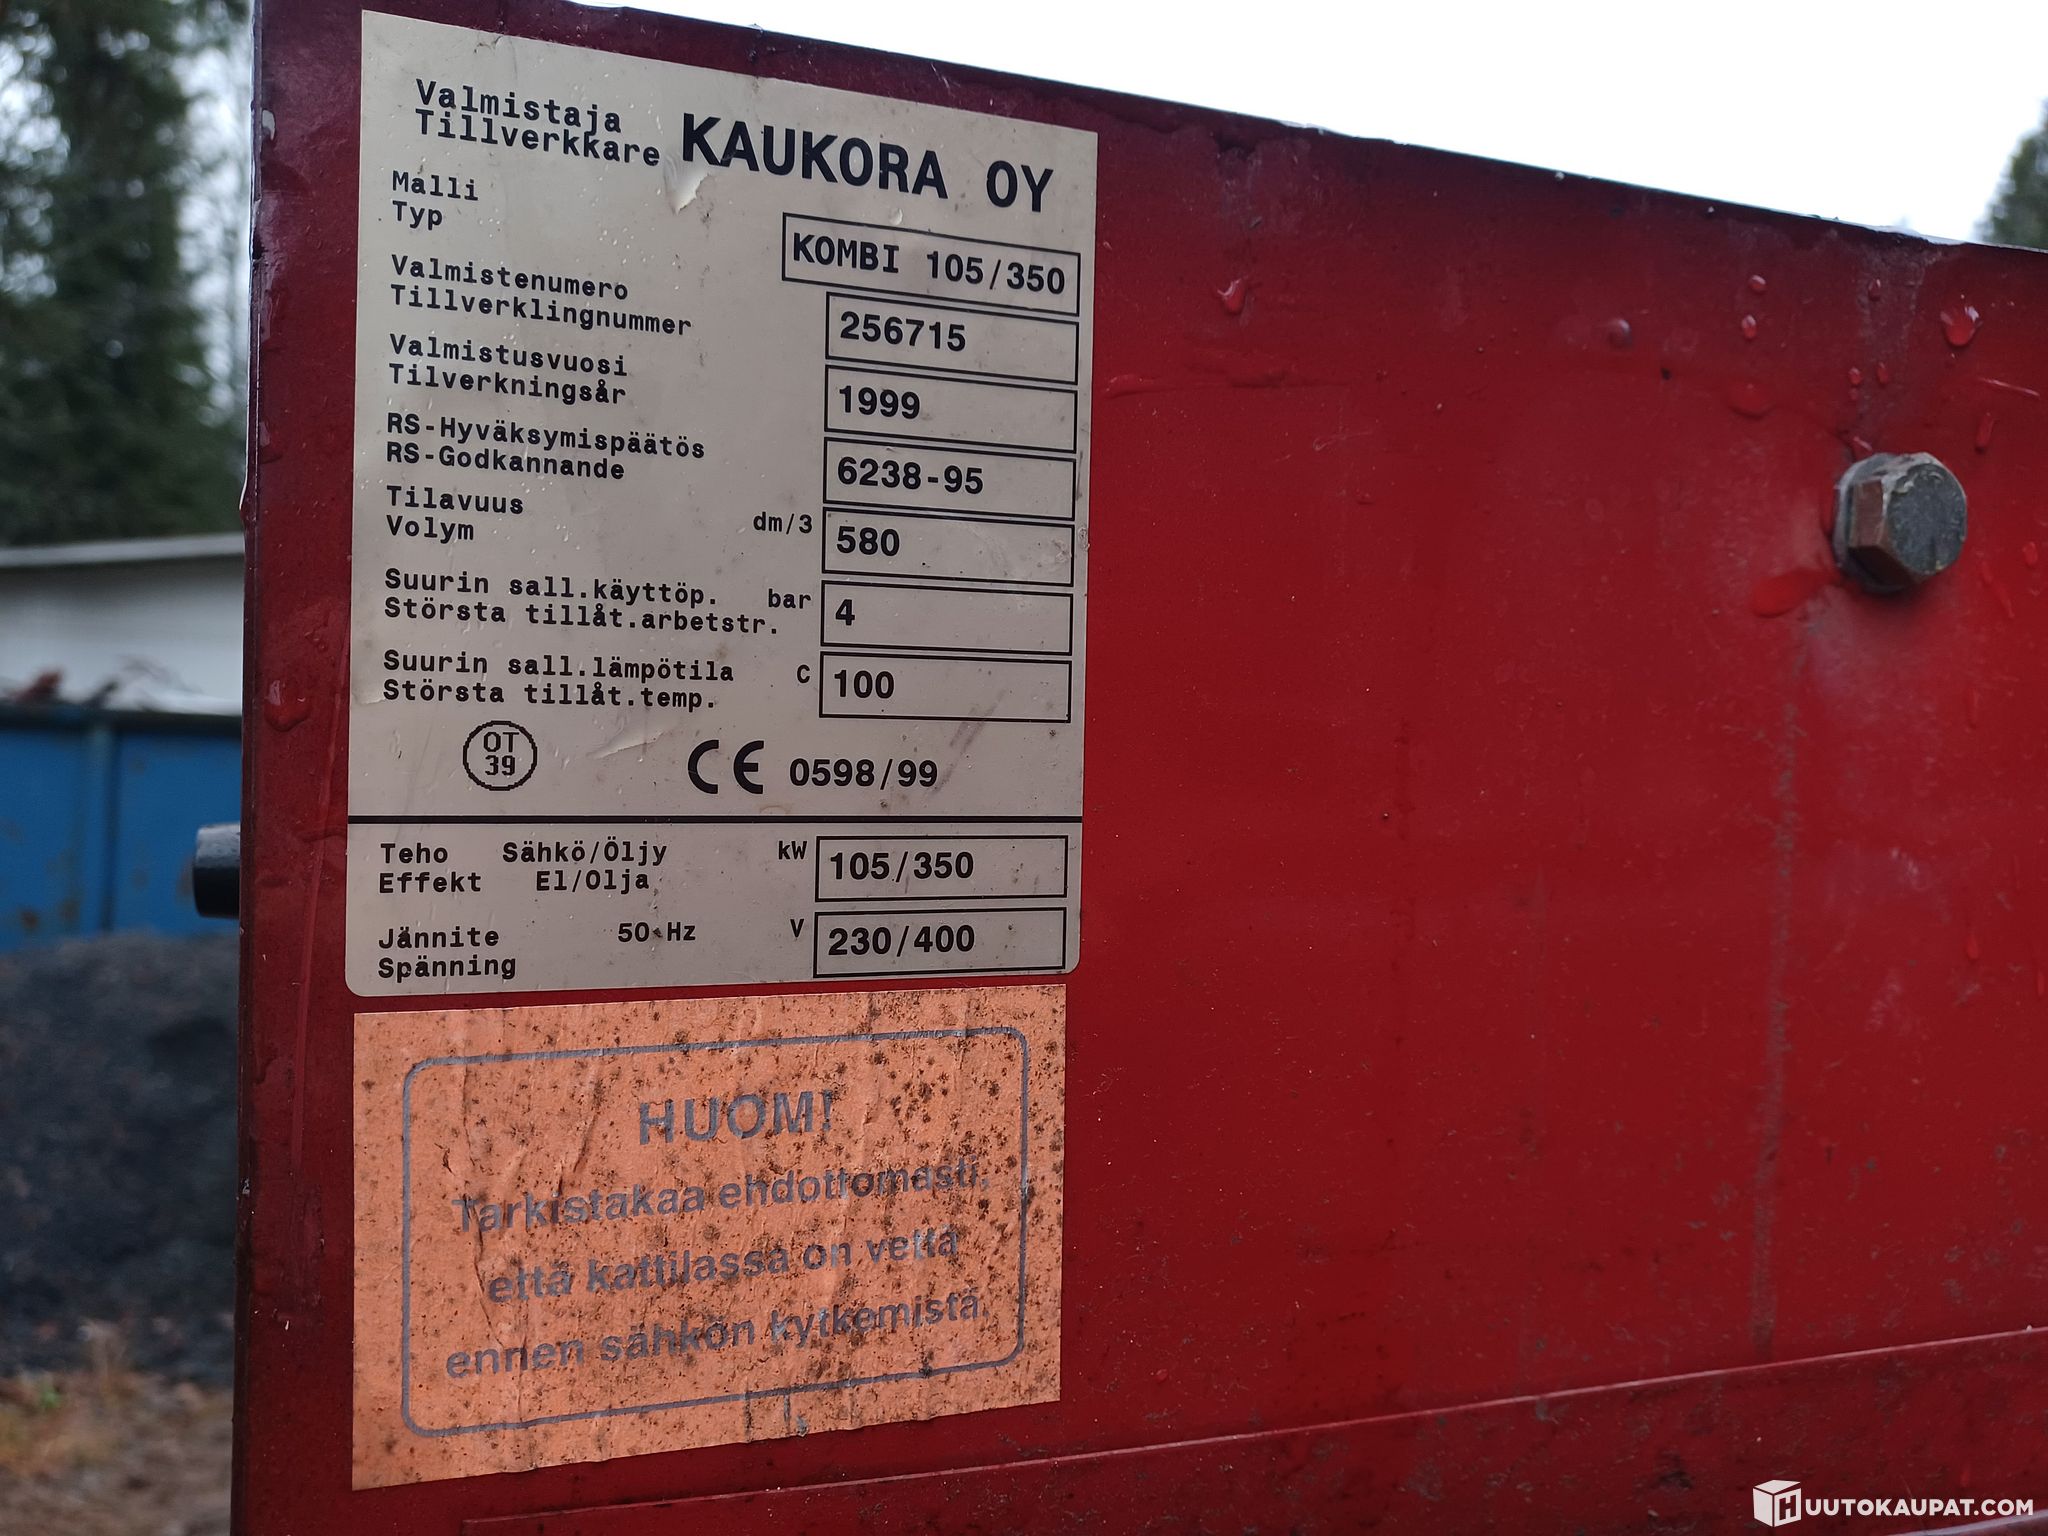 Valmistaja
Tillverkkare KAUKORA OY
Malli
Typ KOMBI 105/350
Valmistenumero
Tillverklingnummer 256715
Valmistusvuosi
Tilverkningsår 1999
RS-Hyväksymispäätös
RS-Godkannande 6238-95
Tilavuus
Volym dm/3 580
Suurin sall.käyttöp. bar 4
Största tillåt.arbetstr.
Suurin sall.lämpötila C 100
Största tillåt.temp.
OT
39
CE 0598/99
Teho Sähkö/Öljy kW 105/350
Effekt El/Olja
Jännite 50 Hz V 230/400
Spänning
HUOM!
Tarkistakaa ehdottomasti,
että kattilassa on vettä
ennen sähkön kytkemistä.
HUUTOKAUPAT.COM